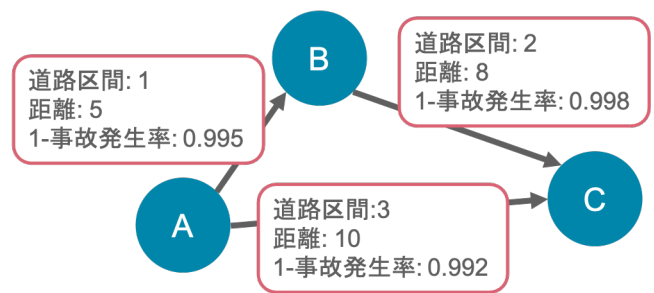 B
道路区間: 2
距離: 8
1-事故発生率: 0.998
道路区間: 1
距離: 5
1-事故発生率: 0.995
A
道路区間:3
距離: 10
1-事故発生率: 0.992
C